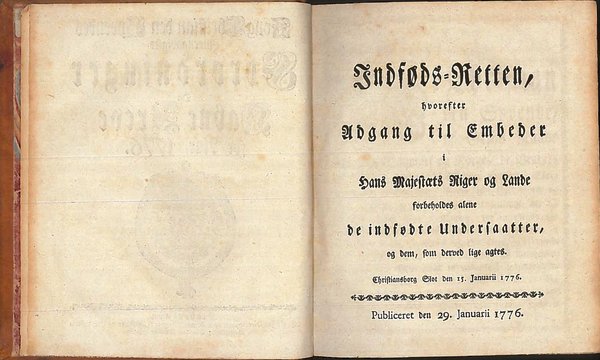 Indføds-Retten,
hvorefter
Adgang til Embeder
i
Hans Majestæts Riger og Lande
forbeholdes alene
de indfødte Undersaatter,
og dem, som derved lige agtes.
Christiansborg Slot den 15. Januarii 1776.
Publiceret den 29. Januarii 1776.